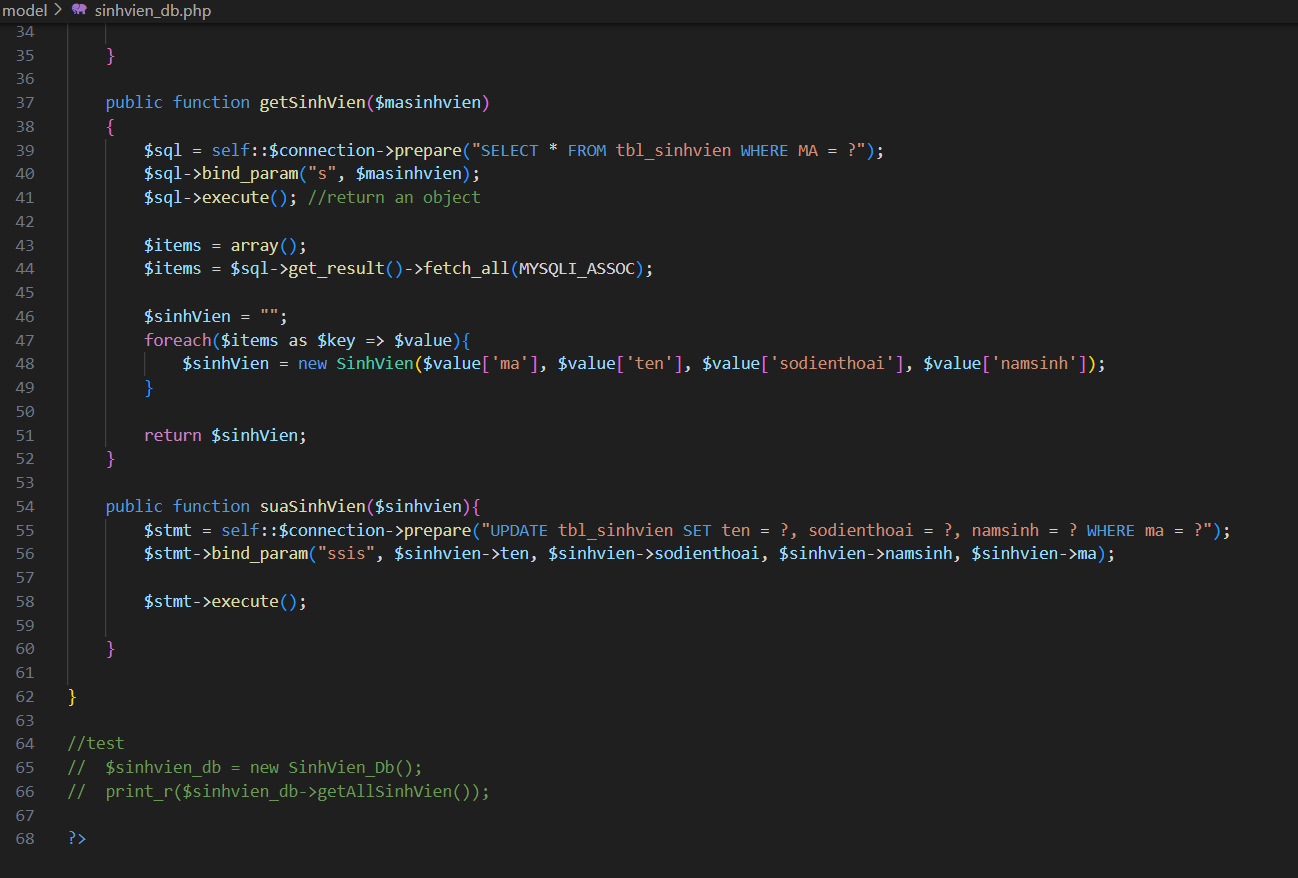 model > sinhvien_db.php
34
35 }
36
37 public function getSinhVien($masinhvien)
38 {
39 $sql = self::$connection->prepare("SELECT * FROM tbl_sinhvien WHERE MA = ?");
40 $sql->bind_param("s", $masinhvien);
41 $sql->execute(); //return an object
42
43 $items = array();
44 $items = $sql->get_result()->fetch_all(MYSQLI_ASSOC);
45
46 $sinhVien = "";
47 foreach($items as $key => $value){
48 $sinhVien = new SinhVien($value['ma'], $value['ten'], $value['sodienthoai'], $value['namsinh']);
49 }
50
51 return $sinhVien;
52 }
53
54 public function suaSinhVien($sinhvien){
55 $stmt = self::$connection->prepare("UPDATE tbl_sinhvien SET ten = ?, sodienthoai = ?, namsinh = ? WHERE ma = ?");
56 $stmt->bind_param("ssis", $sinhvien->ten, $sinhvien->sodienthoai, $sinhvien->namsinh, $sinhvien->ma);
57
58 $stmt->execute();
59
60 }
61
62 }
63
64 //test
65 // $sinhvien_db = new SinhVien_Db();
66 // print_r($sinhvien_db->getAllSinhVien());
67
68 ?>